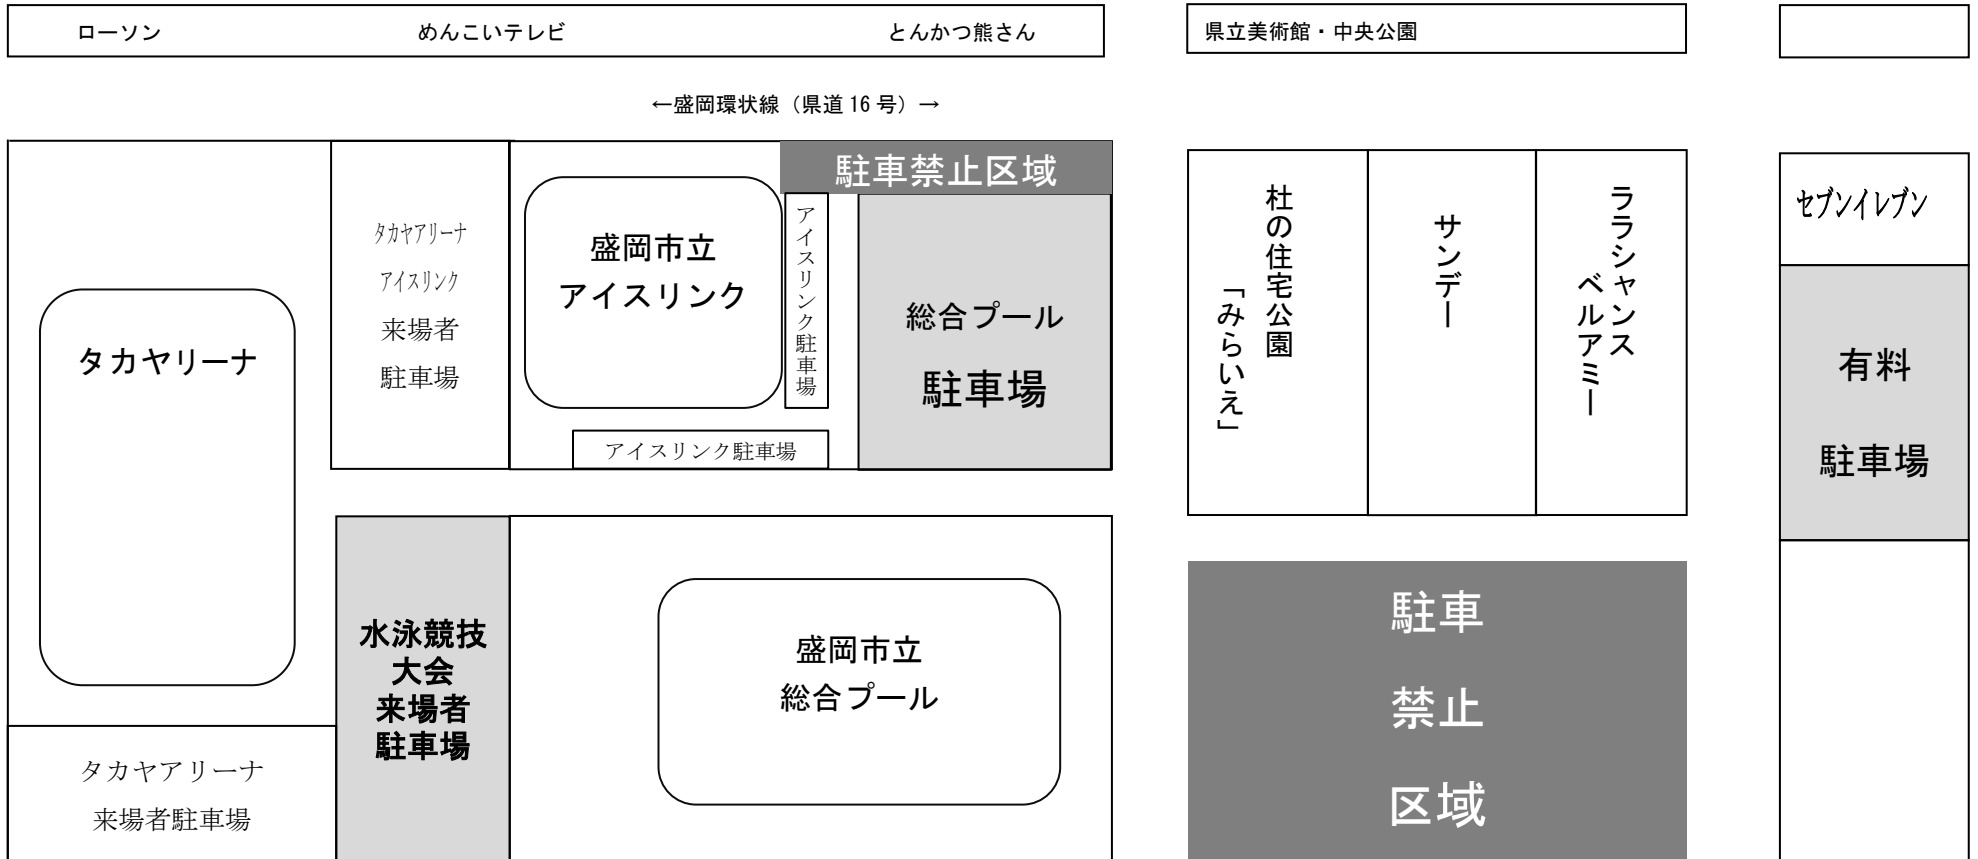 ローソン
めんこいテレビ
とんかつ熊さん
県立美術館・中央公園
←盛岡環状線（県道16号）→
駐車禁止区域
タカヤアリーナ
アイスリンク
来場者
駐車場
盛岡市立
アイスリンク
アイスリンク駐車場
総合プール
駐車場
アイスリンク駐車場
タカヤリーナ
杜の住宅公園
「みらいえ」
サンデー
ララシャンス
ベルアミー
セブンイレブン
有料
駐車場
水泳競技
大会
来場者
駐車場
盛岡市立
総合プール
駐車
禁止
区域
タカヤアリーナ
来場者駐車場